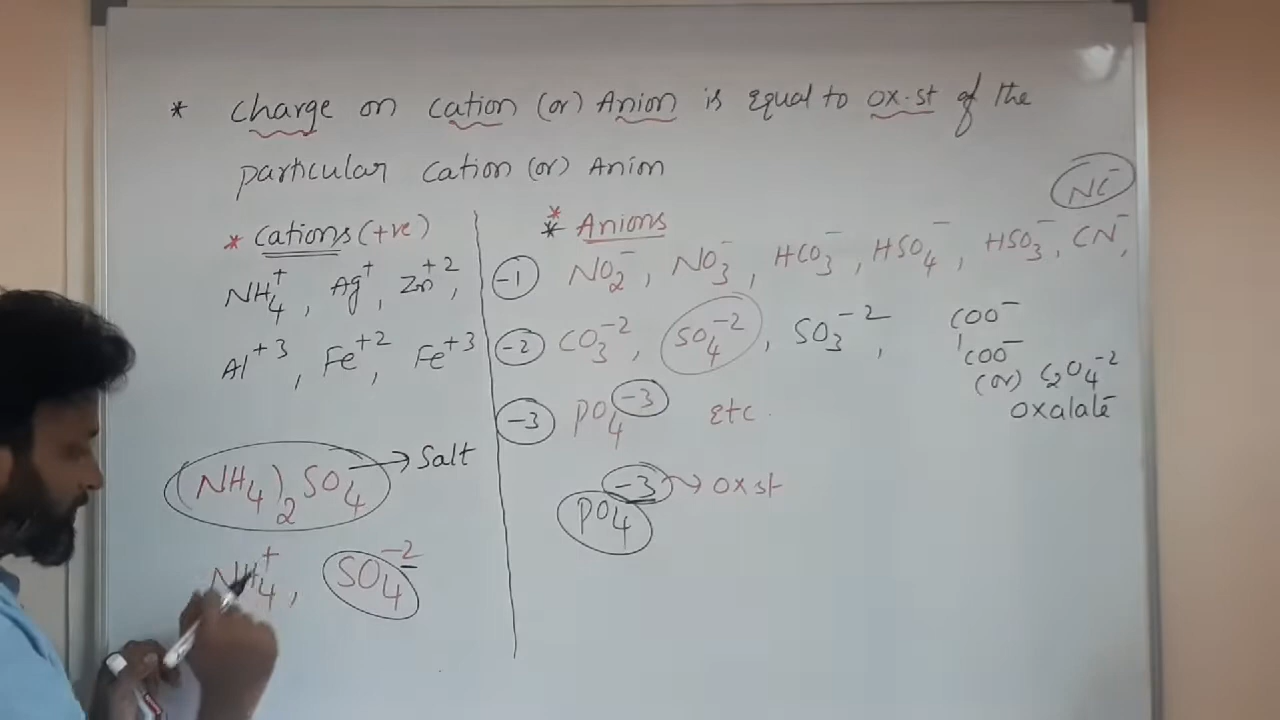 * Charge on Cation (or) Anion is Equal to ox.st of the
particular Cation (or) Anion
NC⁻
* Cations (+ve)
NH₄⁺, Ag⁺, Zn⁺²,
Al⁺³, Fe⁺², Fe⁺³
(NH₄)₂SO₄ → Salt
NH₄⁺, SO₄⁻²
* Anions
-1 NO₂⁻, NO₃⁻, HCO₃⁻, HSO₄⁻, HSO₃⁻, CN⁻,
-2 CO₃⁻², SO₄⁻², SO₃⁻²,
COO⁻
COO⁻
(or) C₂O₄⁻²
oxalate
-3 PO₄⁻³ Etc.
PO₄⁻³ → ox st